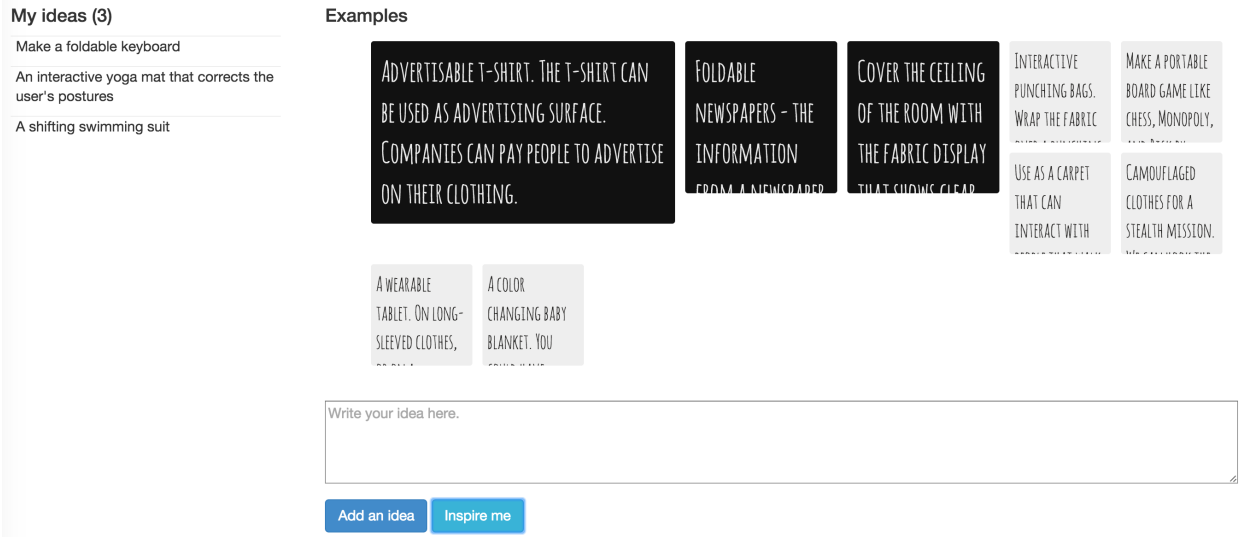 My ideas (3)
Make a foldable keyboard
An interactive yoga mat that corrects the
user's postures
A shifting swimming suit
Examples
Advertisable t-shirt. The t-shirt can
be used as advertising surface.
Companies can pay people to advertise
on their clothing.
Foldable
newspapers - the
information
from a newspaper
Cover the ceiling
of the room with
the fabric display
that shows clear
Interactive
punching bags.
Wrap the fabric
Make a portable
board game like
chess, Monopoly,
Use as a carpet
that can
interact with
Camouflaged
clothes for a
stealth mission.
A wearable
tablet. On long-
sleeved clothes,
A color
changing baby
blanket. You
Write your idea here.
Add an idea
Inspire me